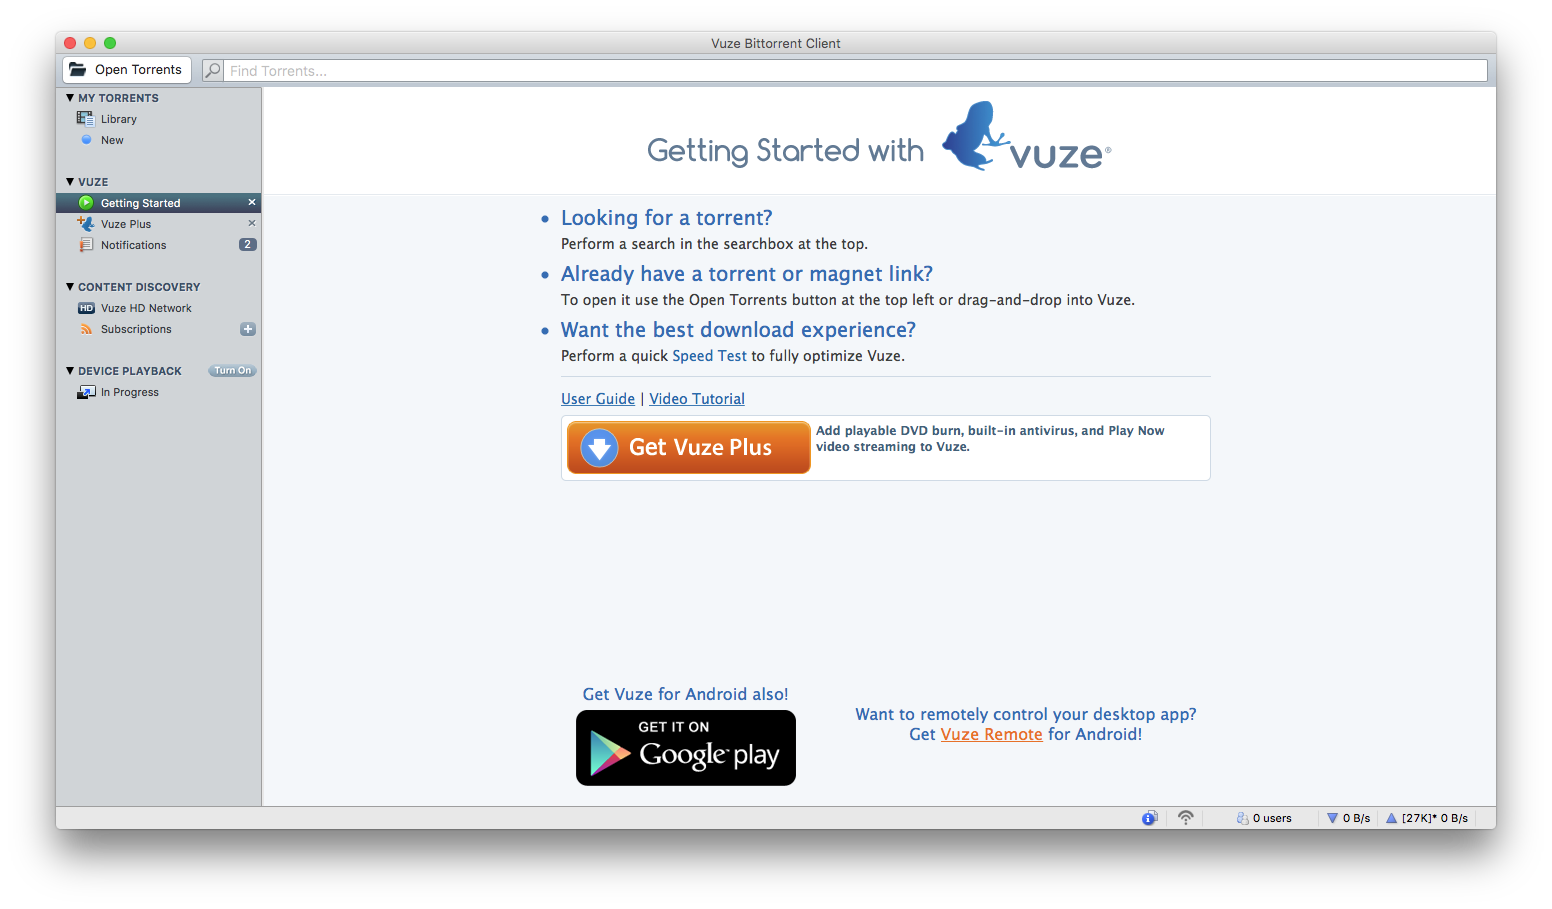 Vuze Bittorrent Client
Open Torrents
Find Torrents...
MY TORRENTS
Library
New
VUZE
Getting Started
Vuze Plus
Notifications 2
CONTENT DISCOVERY
HD Vuze HD Network
Subscriptions
DEVICE PLAYBACK Turn On
In Progress
Getting Started with vuze®
• Looking for a torrent?
Perform a search in the searchbox at the top.
• Already have a torrent or magnet link?
To open it use the Open Torrents button at the top left or drag-and-drop into Vuze.
• Want the best download experience?
Perform a quick Speed Test to fully optimize Vuze.
User Guide | Video Tutorial
Get Vuze Plus
Add playable DVD burn, built-in antivirus, and Play Now
video streaming to Vuze.
Get Vuze for Android also!
GET IT ON
Google play
Want to remotely control your desktop app?
Get Vuze Remote for Android!
0 users
0 B/s
[27K]* 0 B/s